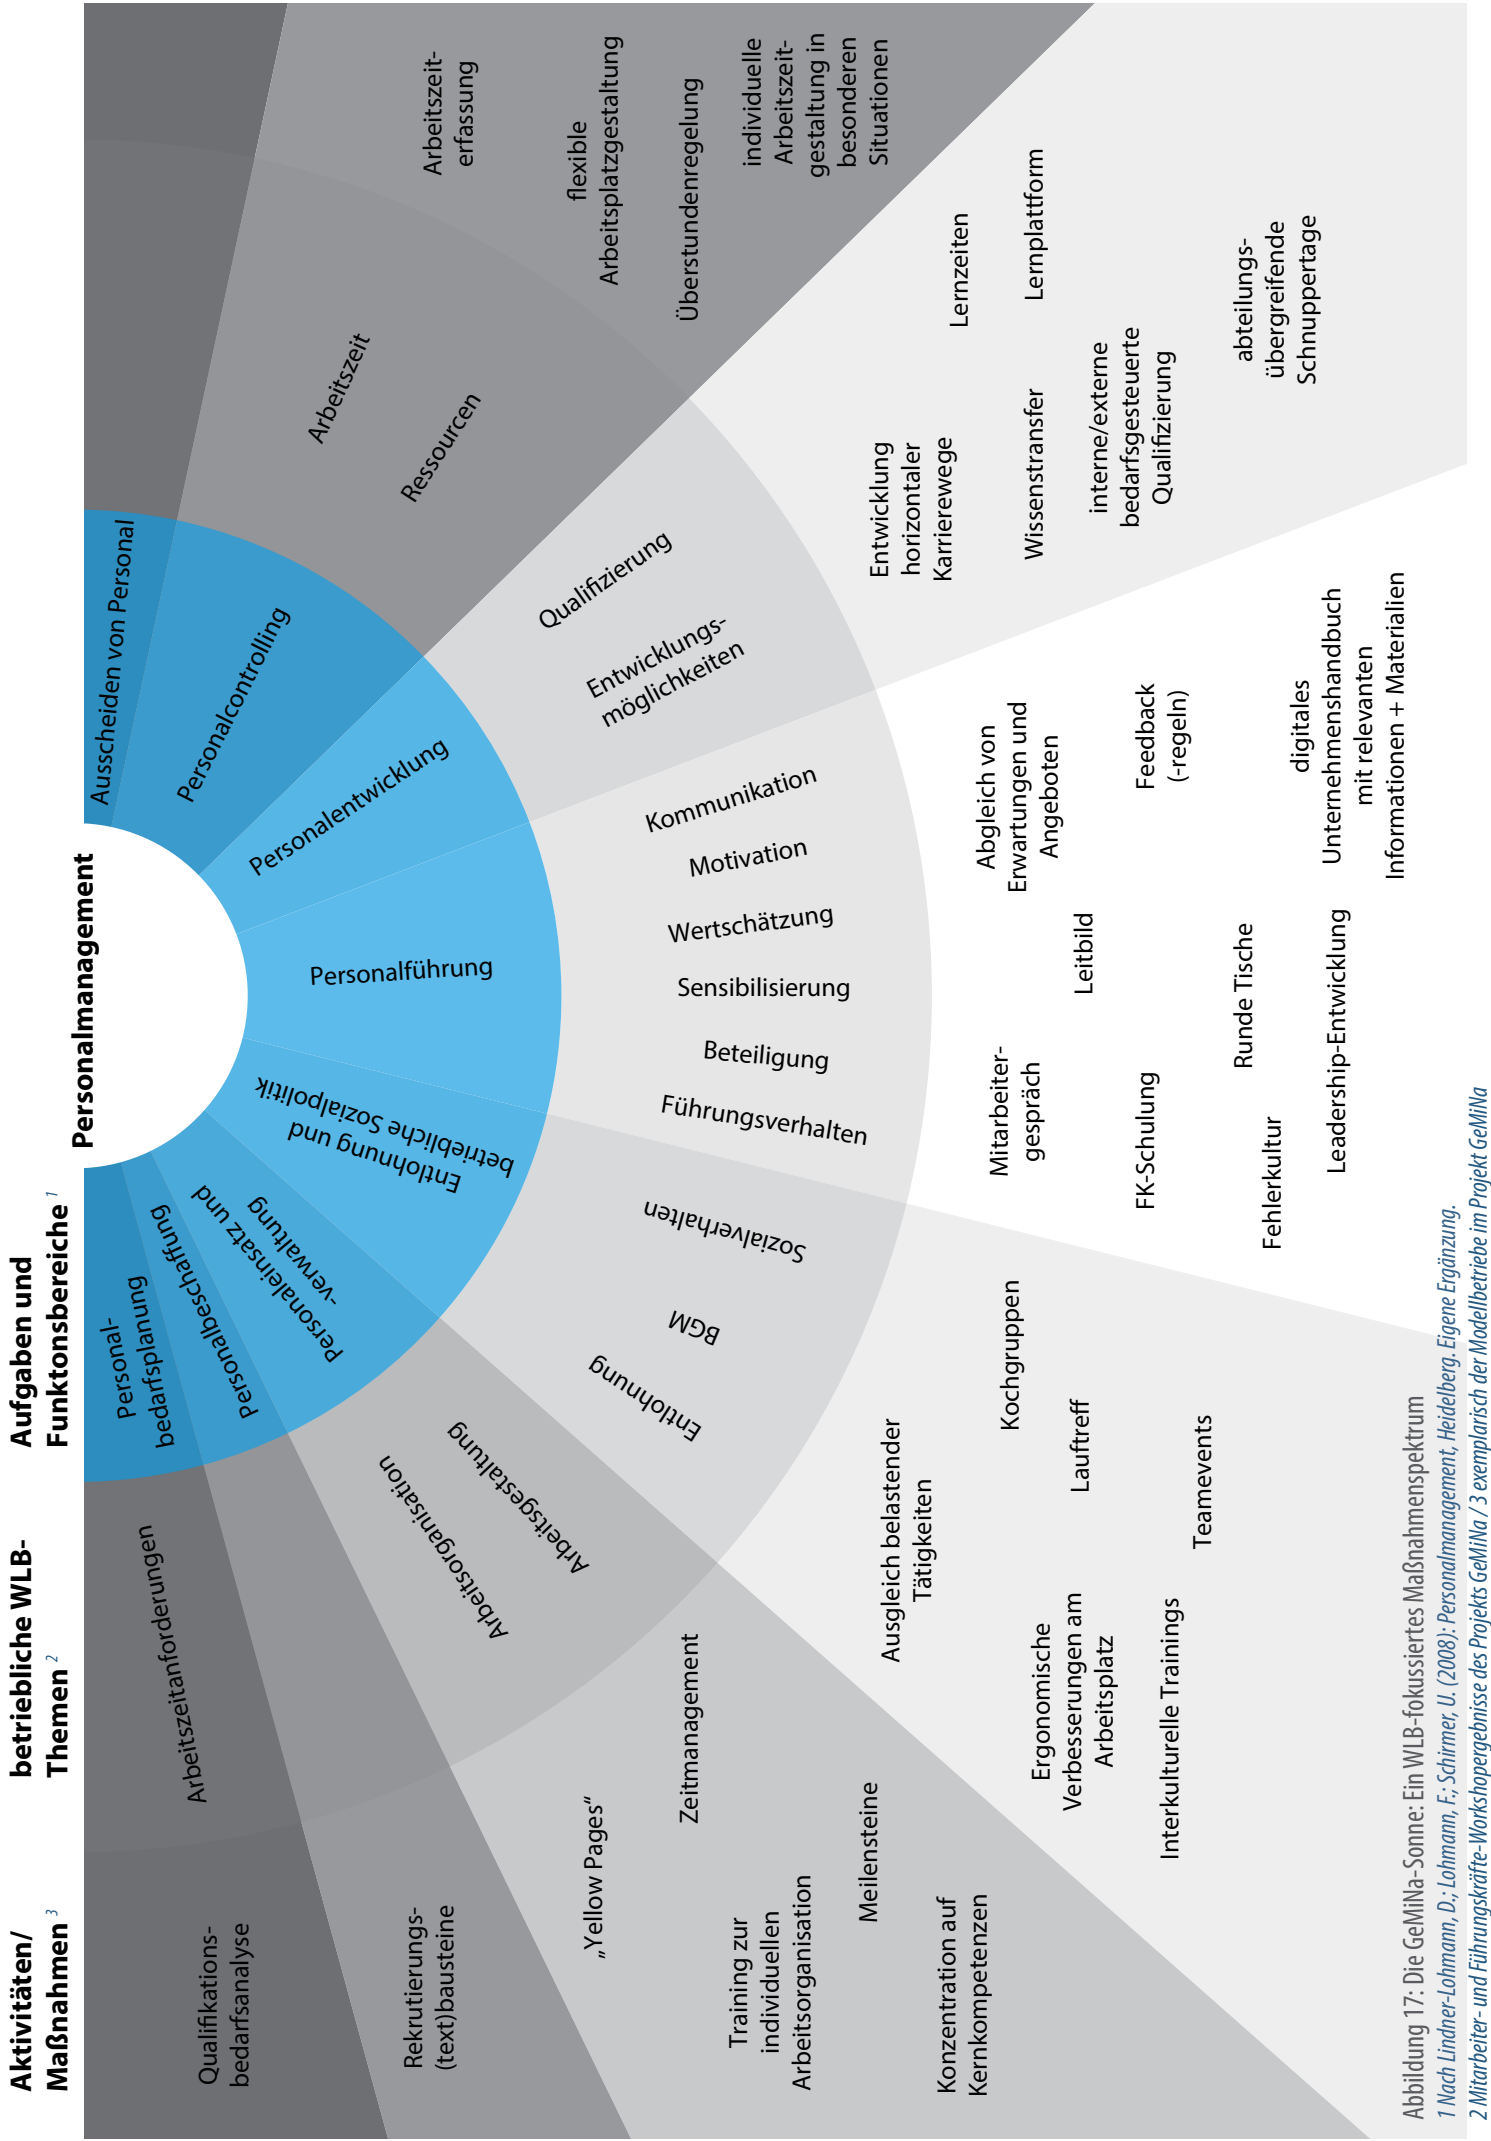 Personalmanagement
Aufgaben und
Funktonsbereiche 1
betriebliche WLB-
Themen 2
Aktivitäten/
Maßnahmen 3
Personal-
bedarfsplanung
Personalbeschaffung
Personaleinsatz und
-verwaltung
Entlohnung und
betriebliche Sozialpolitik
Personalführung
Personalentwicklung
Personalcontrolling
Ausscheiden von Personal
Arbeitszeitanforderungen
Arbeitsorganisation
Arbeitsgestaltung
Entlohnung
BGM
Sozialverhalten
Führungsverhalten
Beteiligung
Sensibilisierung
Wertschätzung
Motivation
Kommunikation
Entwicklungs-
möglichkeiten
Qualifizierung
Ressourcen
Arbeitszeit
Qualifikations-
bedarfsanalyse
Rekrutierungs-
(text)bausteine
„Yellow Pages“
Zeitmanagement
Training zur
individuellen
Arbeitsorganisation
Meilensteine
Konzentration auf
Kernkompetenzen
Ausgleich belastender
Tätigkeiten
Kochgruppen
Lauftreff
Ergonomische
Verbesserungen am
Arbeitsplatz
Teamevents
Interkulturelle Trainings
Mitarbeiter-
gespräch
FK-Schulung
Fehlerkultur
Leitbild
Runde Tische
Leadership-Entwicklung
Abgleich von
Erwartungen und
Angeboten
Feedback
(-regeln)
digitales
Unternehmenshandbuch
mit relevanten
Informationen + Materialien
Entwicklung
horizontaler
Karrierewege
Lernzeiten
Wissenstransfer
Lernplattform
interne/externe
bedarfsgesteuerte
Qualifizierung
abteilungs-
übergreifende
Schnuppertage
Arbeitszeit-
erfassung
flexible
Arbeitsplatzgestaltung
Überstundenregelung
individuelle
Arbeitszeit-
gestaltung in
besonderen
Situationen
Abbildung 17: Die GeMiNa-Sonne: Ein WLB-fokussiertes Maßnahmenspektrum
1 Nach Lindner-Lohmann, D.; Lohmann, F.; Schirmer, U. (2008): Personalmanagement, Heidelberg. Eigene Ergänzung.
2 Mitarbeiter- und Führungskräfte-Workshopergebnisse des Projekts GeMiNa / 3 exemplarisch der Modellbetriebe im Projekt GeMiNa